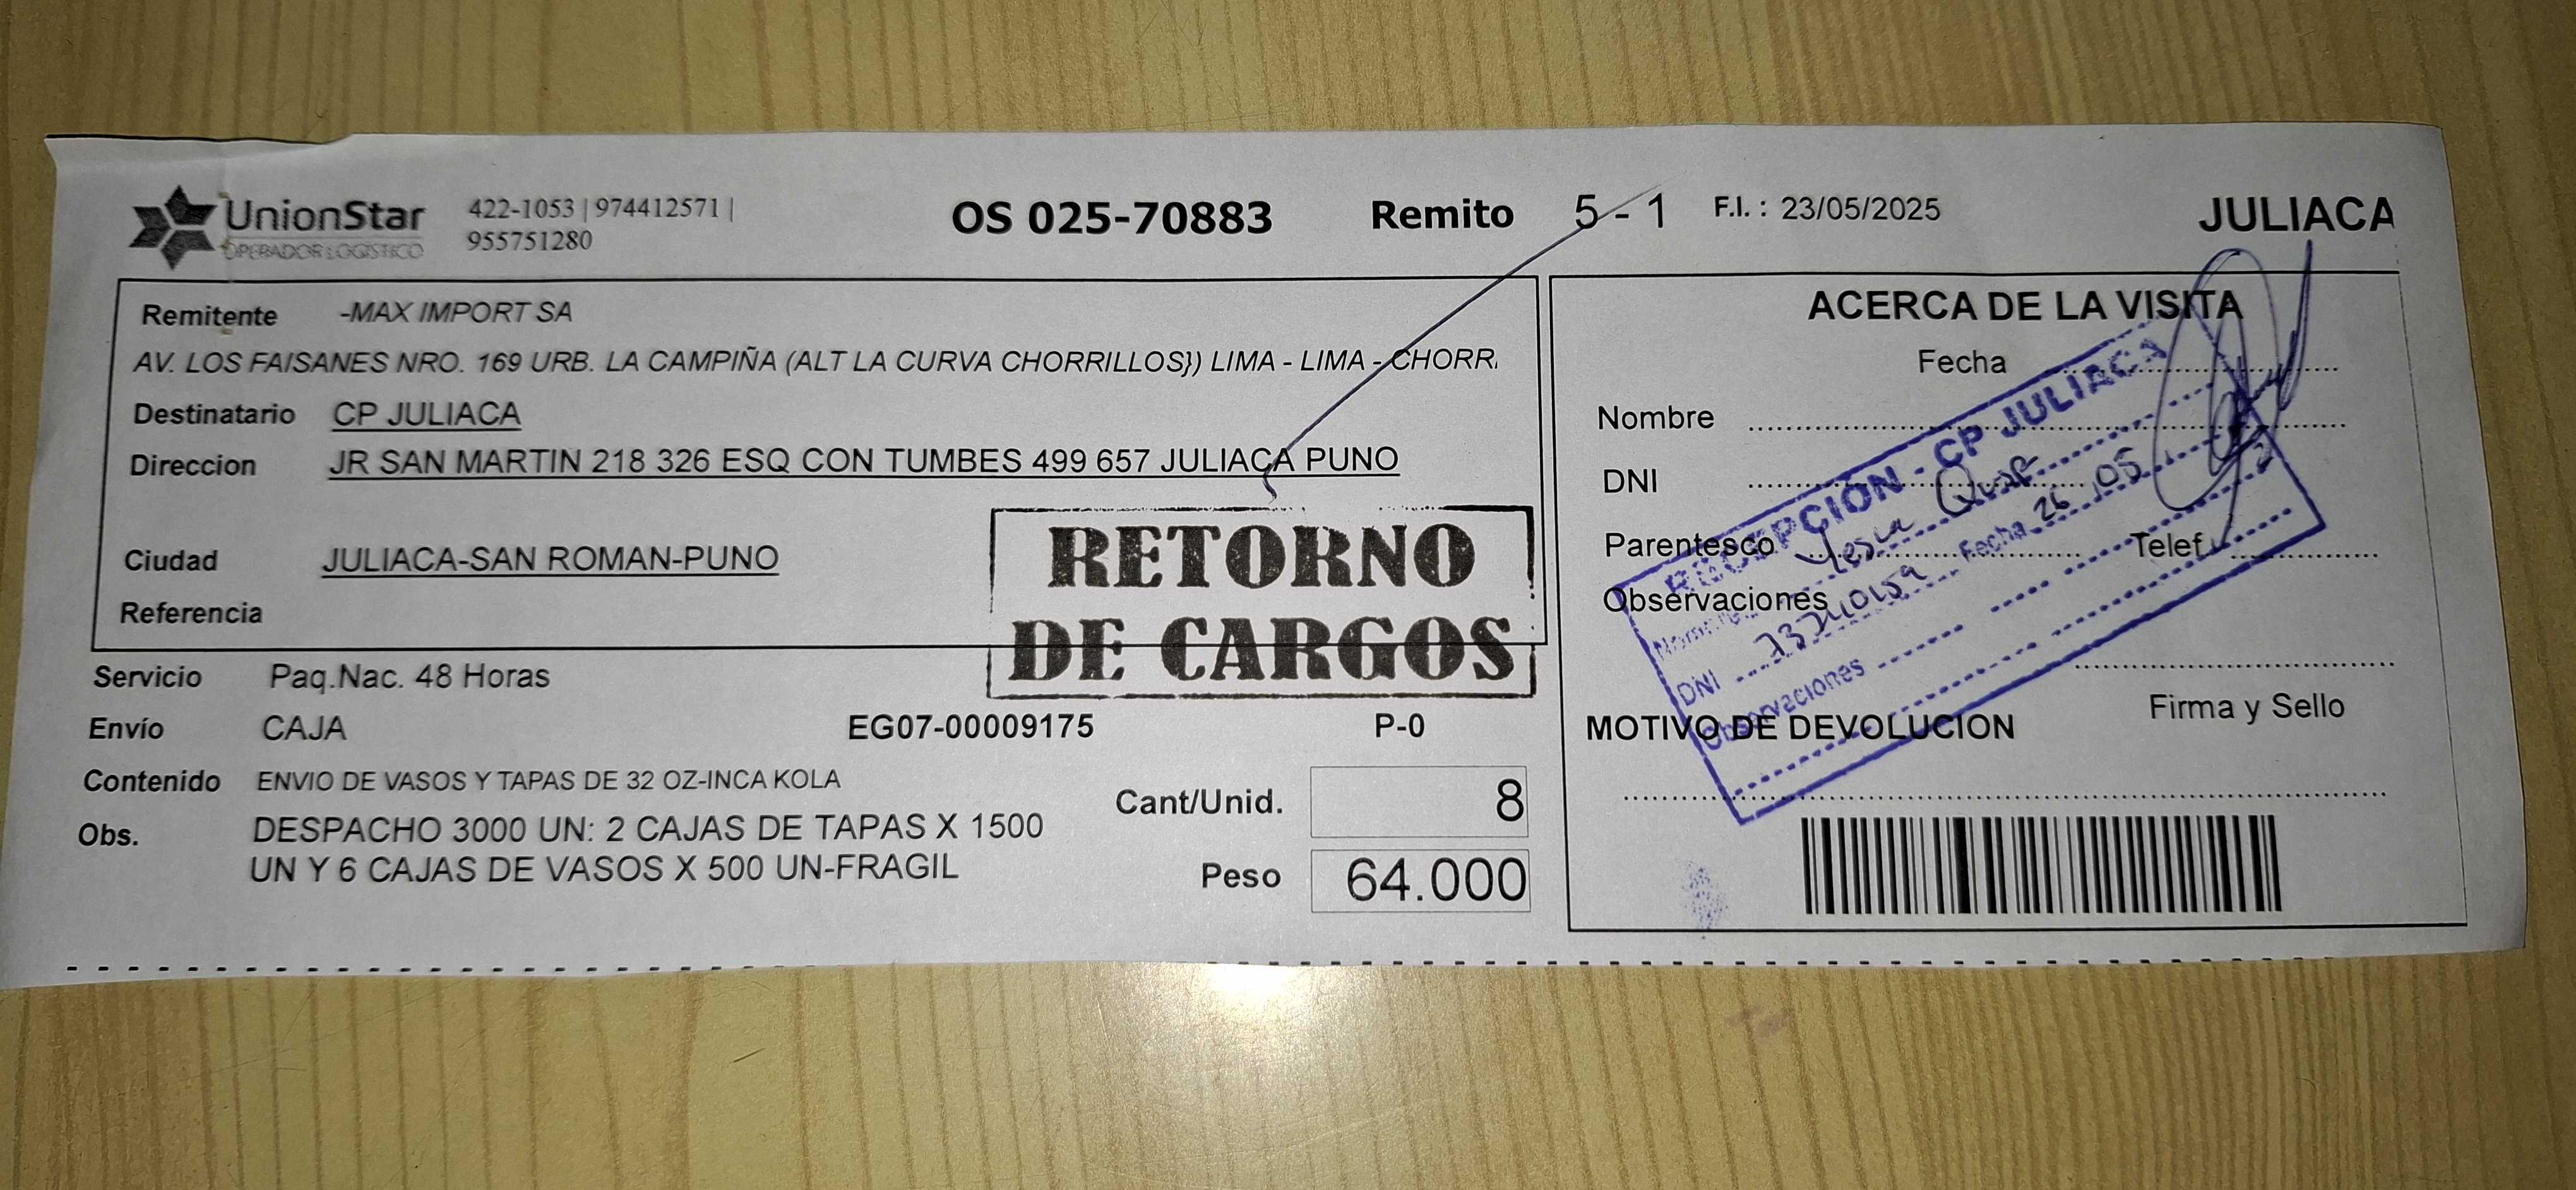 UnionStar
OPERADOR LOGISTICO
422-1053 | 974412571 |
955751280
OS 025-70883
Remito 5 - 1
F.I. : 23/05/2025
JULIACA
Remitente -MAX IMPORT SA
AV. LOS FAISANES NRO. 169 URB. LA CAMPIÑA (ALT LA CURVA CHORRILLOS}) LIMA - LIMA - CHORR
Destinatario CP JULIACA
Direccion JR SAN MARTIN 218 326 ESQ CON TUMBES 499 657 JULIACA PUNO
Ciudad JULIACA-SAN ROMAN-PUNO
Referencia
RETORNO
DE CARGOS
Servicio Paq.Nac. 48 Horas
Envío CAJA EG07-00009175 P-0
Contenido ENVIO DE VASOS Y TAPAS DE 32 OZ-INCA KOLA
Cant/Unid. 8
Obs. DESPACHO 3000 UN: 2 CAJAS DE TAPAS X 1500
UN Y 6 CAJAS DE VASOS X 500 UN-FRAGIL
Peso 64.000
ACERCA DE LA VISITA
Fecha
Nombre
DNI
Parentesco Telef
Observaciones
Firma y Sello
MOTIVO DE DEVOLUCION
RECEPCIÓN - CP JULIACA
Nombre
DNI Fecha 26 05
Observaciones